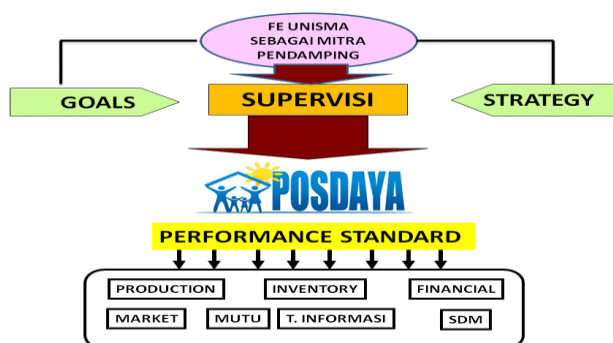 FE UNISMA
SEBAGAI MITRA
PENDAMPING
GOALS
SUPERVISI
STRATEGY
POSDAYA
PERFORMANCE STANDARD
PRODUCTION
INVENTORY
FINANCIAL
MARKET
MUTU
T. INFORMASI
SDM